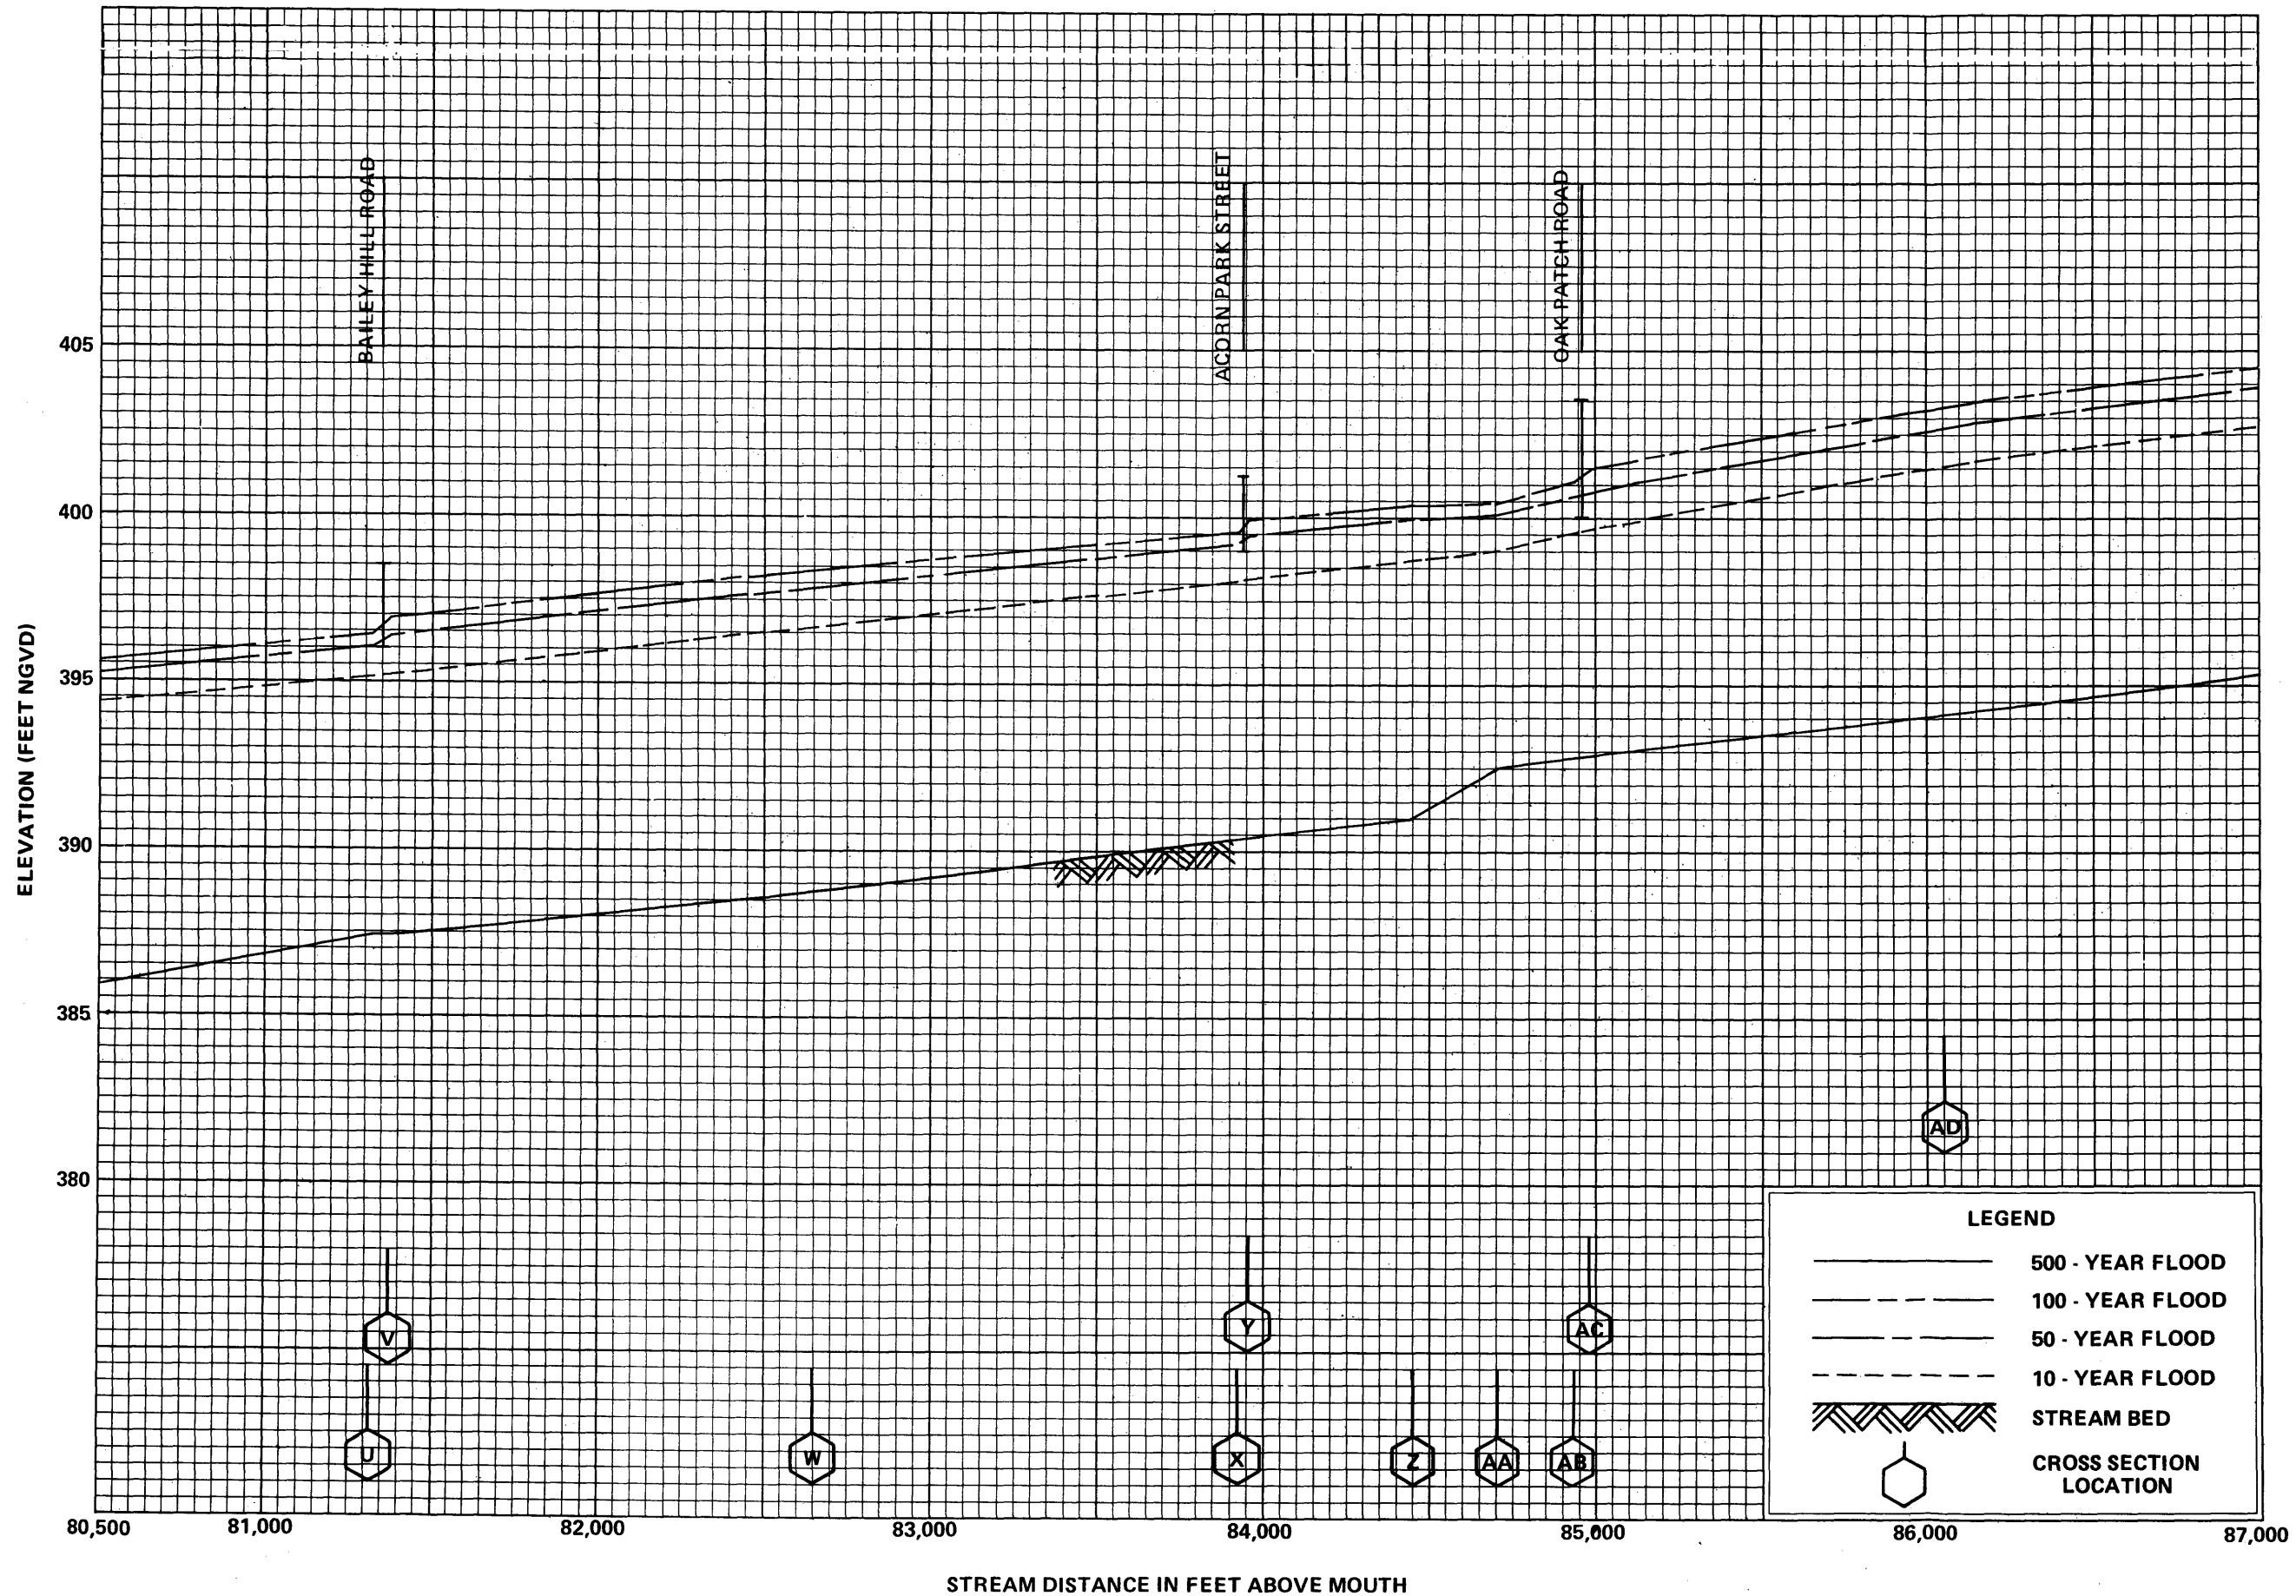 BAILEY HILL ROAD
ACORN PARK STREET
OAK PATCH ROAD
ELEVATION (FEET NGVD)
405
400
395
390
385
380
AD
V
Y
AC
U
W
X
Z
AA
AB
LEGEND
500 - YEAR FLOOD
100 - YEAR FLOOD
50 - YEAR FLOOD
10 - YEAR FLOOD
STREAM BED
CROSS SECTION
LOCATION
80,500
81,000
82,000
83,000
84,000
85,000
86,000
87,000
STREAM DISTANCE IN FEET ABOVE MOUTH